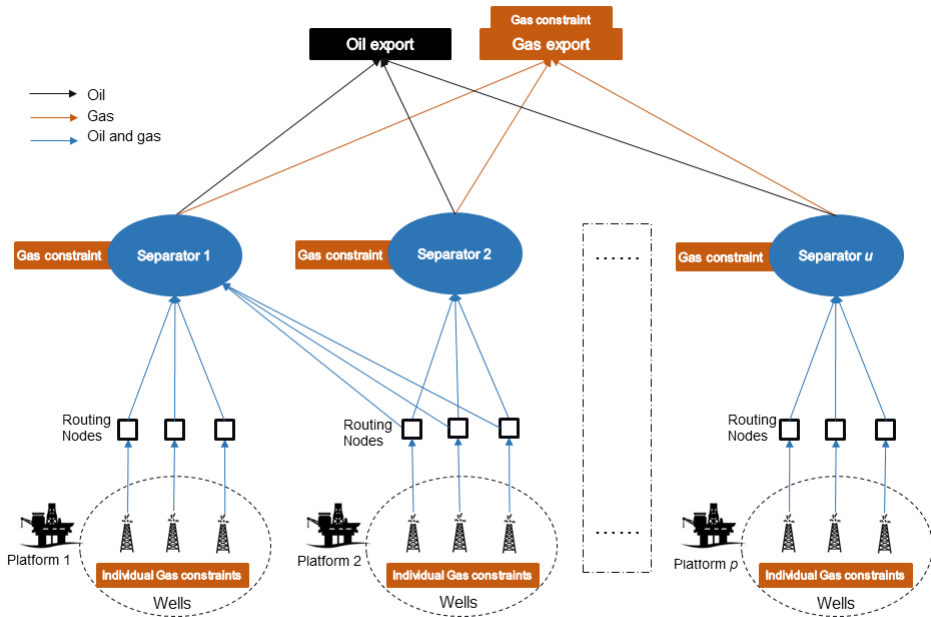 Gas constraint
Oil export
Gas export
Oil
Gas
Oil and gas
Gas constraint
Separator 1
Gas constraint
Separator 2
......
Gas constraint
Separator u
Routing
Nodes
Routing
Nodes
Routing
Nodes
Platform 1
Platform 2
......
Platform p
Individual Gas constraints
Individual Gas constraints
Individual Gas constraints
Wells
Wells
Wells